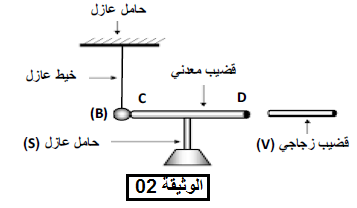 حامل عازل
قضيب معدني
خيط عازل
(B) C D
حامل عازل (S)
قضيب زجاجي (V)
الوثيقة 02